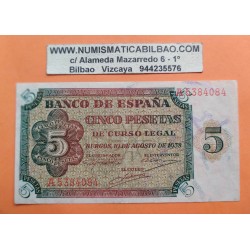 WWW.NUMISMATICABILBAO.COM
c/ Alameda Mazarredo 6 - 1º
Bilbao Vizcaya 944235576
BANCO DE ESPAÑA
CINCO PESETAS
DE CURSO LEGAL
BURGOS, 10 AGOSTO DE 1938
A5384084
5
5
A5384084